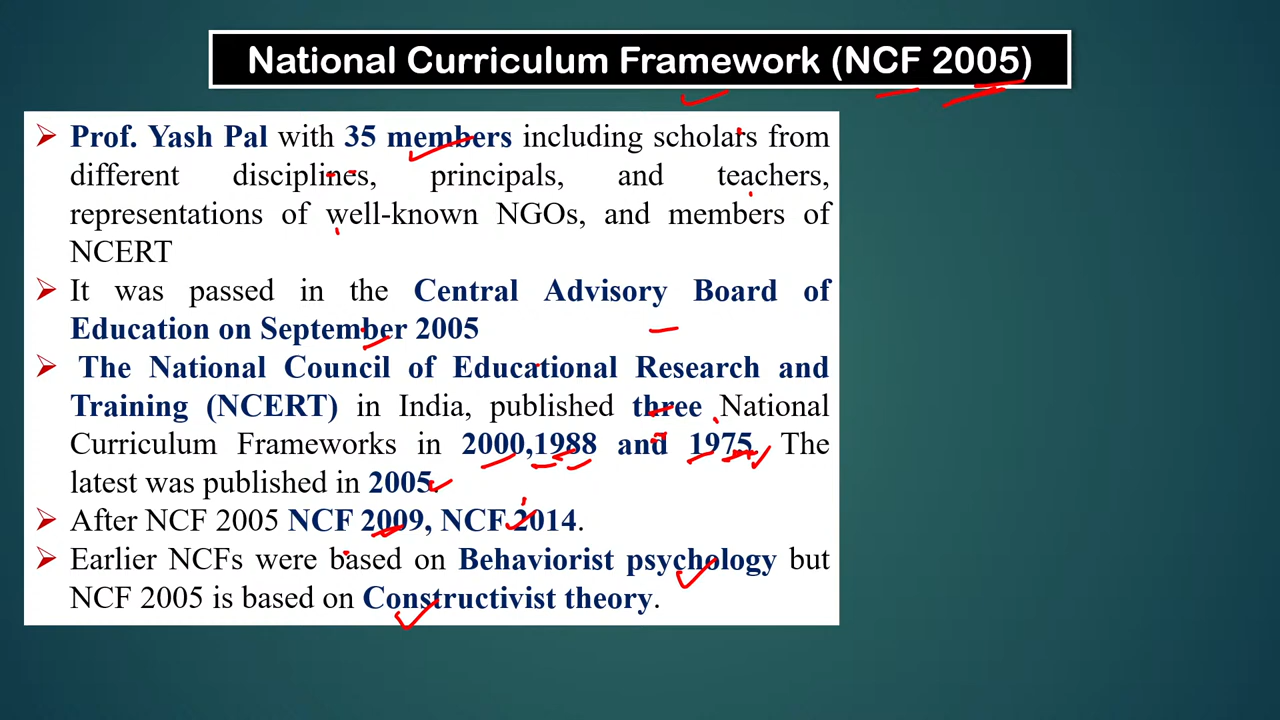 National Curriculum Framework (NCF 2005)
➢ Prof. Yash Pal with 35 members including scholars from
different disciplines, principals, and teachers,
representations of well-known NGOs, and members of
NCERT
➢ It was passed in the Central Advisory Board of
Education on September 2005
➢ The National Council of Educational Research and
Training (NCERT) in India, published three National
Curriculum Frameworks in 2000,1988 and 1975. The
latest was published in 2005.
➢ After NCF 2005 NCF 2009, NCF 2014.
➢ Earlier NCFs were based on Behaviorist psychology but
NCF 2005 is based on Constructivist theory.